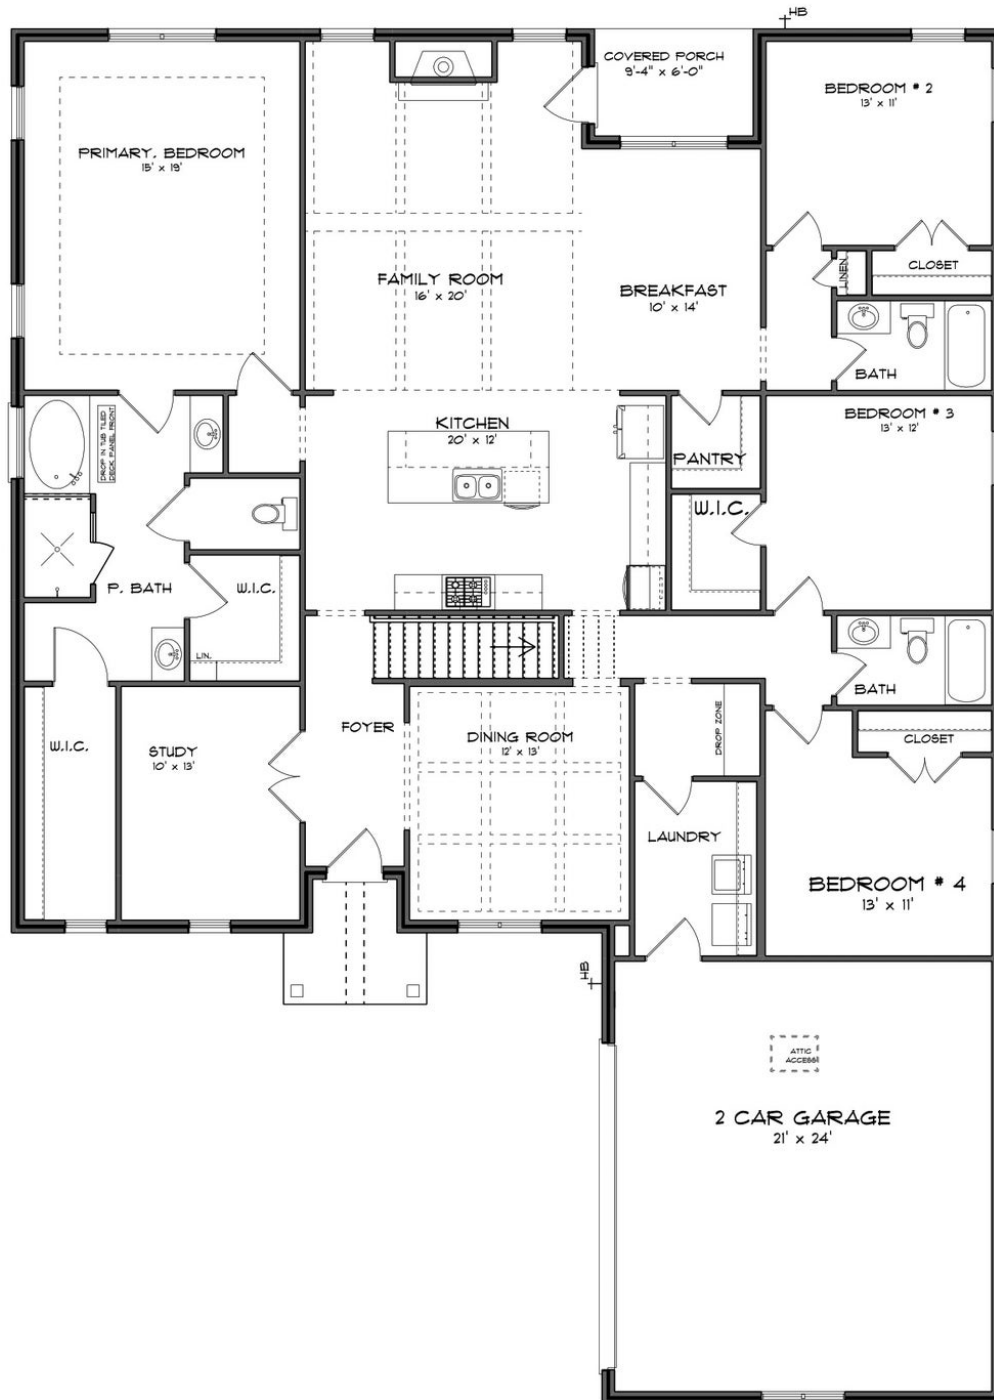 HB
COVERED PORCH
9'-4" x 6'-0"
BEDROOM # 2
13' x 11'
PRIMARY. BEDROOM
15' x 19'
FAMILY ROOM
16' x 20'
BREAKFAST
10' x 14'
LINEN
CLOSET
BATH
DROP IN TUB TILED
DECK PANEL FRONT
KITCHEN
20' x 12'
PANTRY
BEDROOM # 3
13' x 12'
W.I.C.
P. BATH
W.I.C.
LIN.
BATH
W.I.C.
STUDY
10' x 13'
FOYER
DINING ROOM
12' x 13'
DROP ZONE
CLOSET
LAUNDRY
BEDROOM # 4
13' x 11'
HB
ATTIC
ACCESS
2 CAR GARAGE
21' x 24'